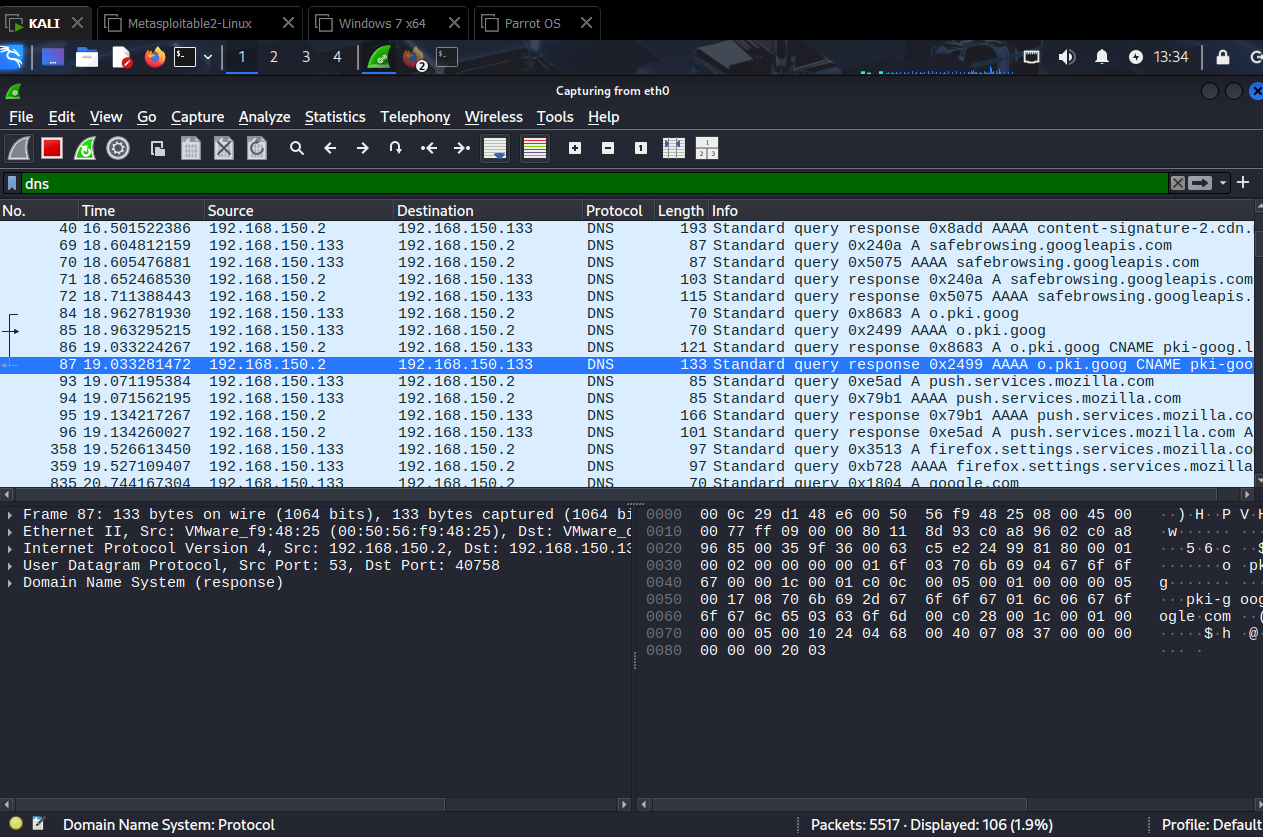 KALI Metasploitable2-Linux Windows 7 x64 Parrot OS
1 2 3 4 2 13:34
Capturing from eth0
File Edit View Go Capture Analyze Statistics Telephony Wireless Tools Help
dns
No. Time Source Destination Protocol Length Info
40 16.501522386 192.168.150.2 192.168.150.133 DNS 193 Standard query response 0x8add AAAA content-signature-2.cdn.
69 18.604812159 192.168.150.133 192.168.150.2 DNS 87 Standard query 0x240a A safebrowsing.googleapis.com
70 18.605476881 192.168.150.133 192.168.150.2 DNS 87 Standard query 0x5075 AAAA safebrowsing.googleapis.com
71 18.652468530 192.168.150.2 192.168.150.133 DNS 103 Standard query response 0x240a A safebrowsing.googleapis.com
72 18.711388443 192.168.150.2 192.168.150.133 DNS 115 Standard query response 0x5075 AAAA safebrowsing.googleapis.
84 18.962781930 192.168.150.133 192.168.150.2 DNS 70 Standard query 0x8683 A o.pki.goog
85 18.963295215 192.168.150.133 192.168.150.2 DNS 70 Standard query 0x2499 AAAA o.pki.goog
86 19.033224267 192.168.150.2 192.168.150.133 DNS 121 Standard query response 0x8683 A o.pki.goog CNAME pki-goog.l
87 19.033281472 192.168.150.2 192.168.150.133 DNS 133 Standard query response 0x2499 AAAA o.pki.goog CNAME pki-goo
93 19.071195384 192.168.150.133 192.168.150.2 DNS 85 Standard query 0xe5ad A push.services.mozilla.com
94 19.071562195 192.168.150.133 192.168.150.2 DNS 85 Standard query 0x79b1 AAAA push.services.mozilla.com
95 19.134217267 192.168.150.2 192.168.150.133 DNS 166 Standard query response 0x79b1 AAAA push.services.mozilla.co
96 19.134260027 192.168.150.2 192.168.150.133 DNS 101 Standard query response 0xe5ad A push.services.mozilla.com A
358 19.526613450 192.168.150.133 192.168.150.2 DNS 97 Standard query 0x3513 A firefox.settings.services.mozilla
359 19.527109407 192.168.150.133 192.168.150.2 DNS 97 Standard query 0xb728 AAAA firefox.settings.services.mozilla
835 20.744167304 192.168.150.133 192.168.150.2 DNS 70 Standard query 0x1804 A google.com
Frame 87: 133 bytes on wire (1064 bits), 133 bytes captured (1064 bi
Ethernet II, Src: VMware_f9:48:25 (00:50:56:f9:48:25), Dst: VMware_d
Internet Protocol Version 4, Src: 192.168.150.2, Dst: 192.168.150.13
User Datagram Protocol, Src Port: 53, Dst Port: 40758
Domain Name System (response)
0000 00 0c 29 d1 48 e6 00 50 56 f9 48 25 08 00 45 00 ··)·H··P V·H
0010 00 77 ff 09 00 00 80 11 8d 93 c0 a8 96 02 c0 a8 ·w······
0020 96 85 00 35 9f 36 00 63 c5 e2 24 99 81 80 00 01 ···5·6·c ··$
0030 00 02 00 00 00 00 01 6f 03 70 6b 69 04 67 6f 6f ·······o ·pk
0040 67 00 00 1c 00 01 c0 0c 00 05 00 01 00 00 00 05 g·······
0050 00 17 08 70 6b 69 2d 67 6f 6f 67 01 6c 06 67 6f ···pki-g oog
0060 6f 67 6c 65 03 63 6f 6d 00 c0 28 00 1c 00 01 00 ogle·com ··(
0070 00 00 05 00 10 24 04 68 00 40 07 08 37 00 00 00 ·····$·h ·@·
0080 00 00 00 20 03 ··· ·
Domain Name System: Protocol Packets: 5517 · Displayed: 106 (1.9%) Profile: Default